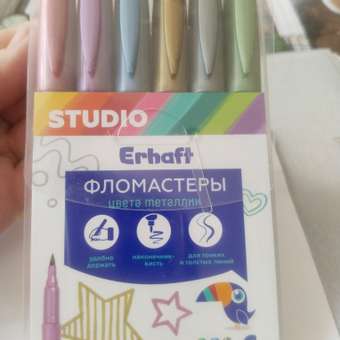 STUDIO
Erhaft
ФЛОМАСТЕРЫ
цвета металлик
удобно держать
наконечник-кисть
для тонких и толстых линий